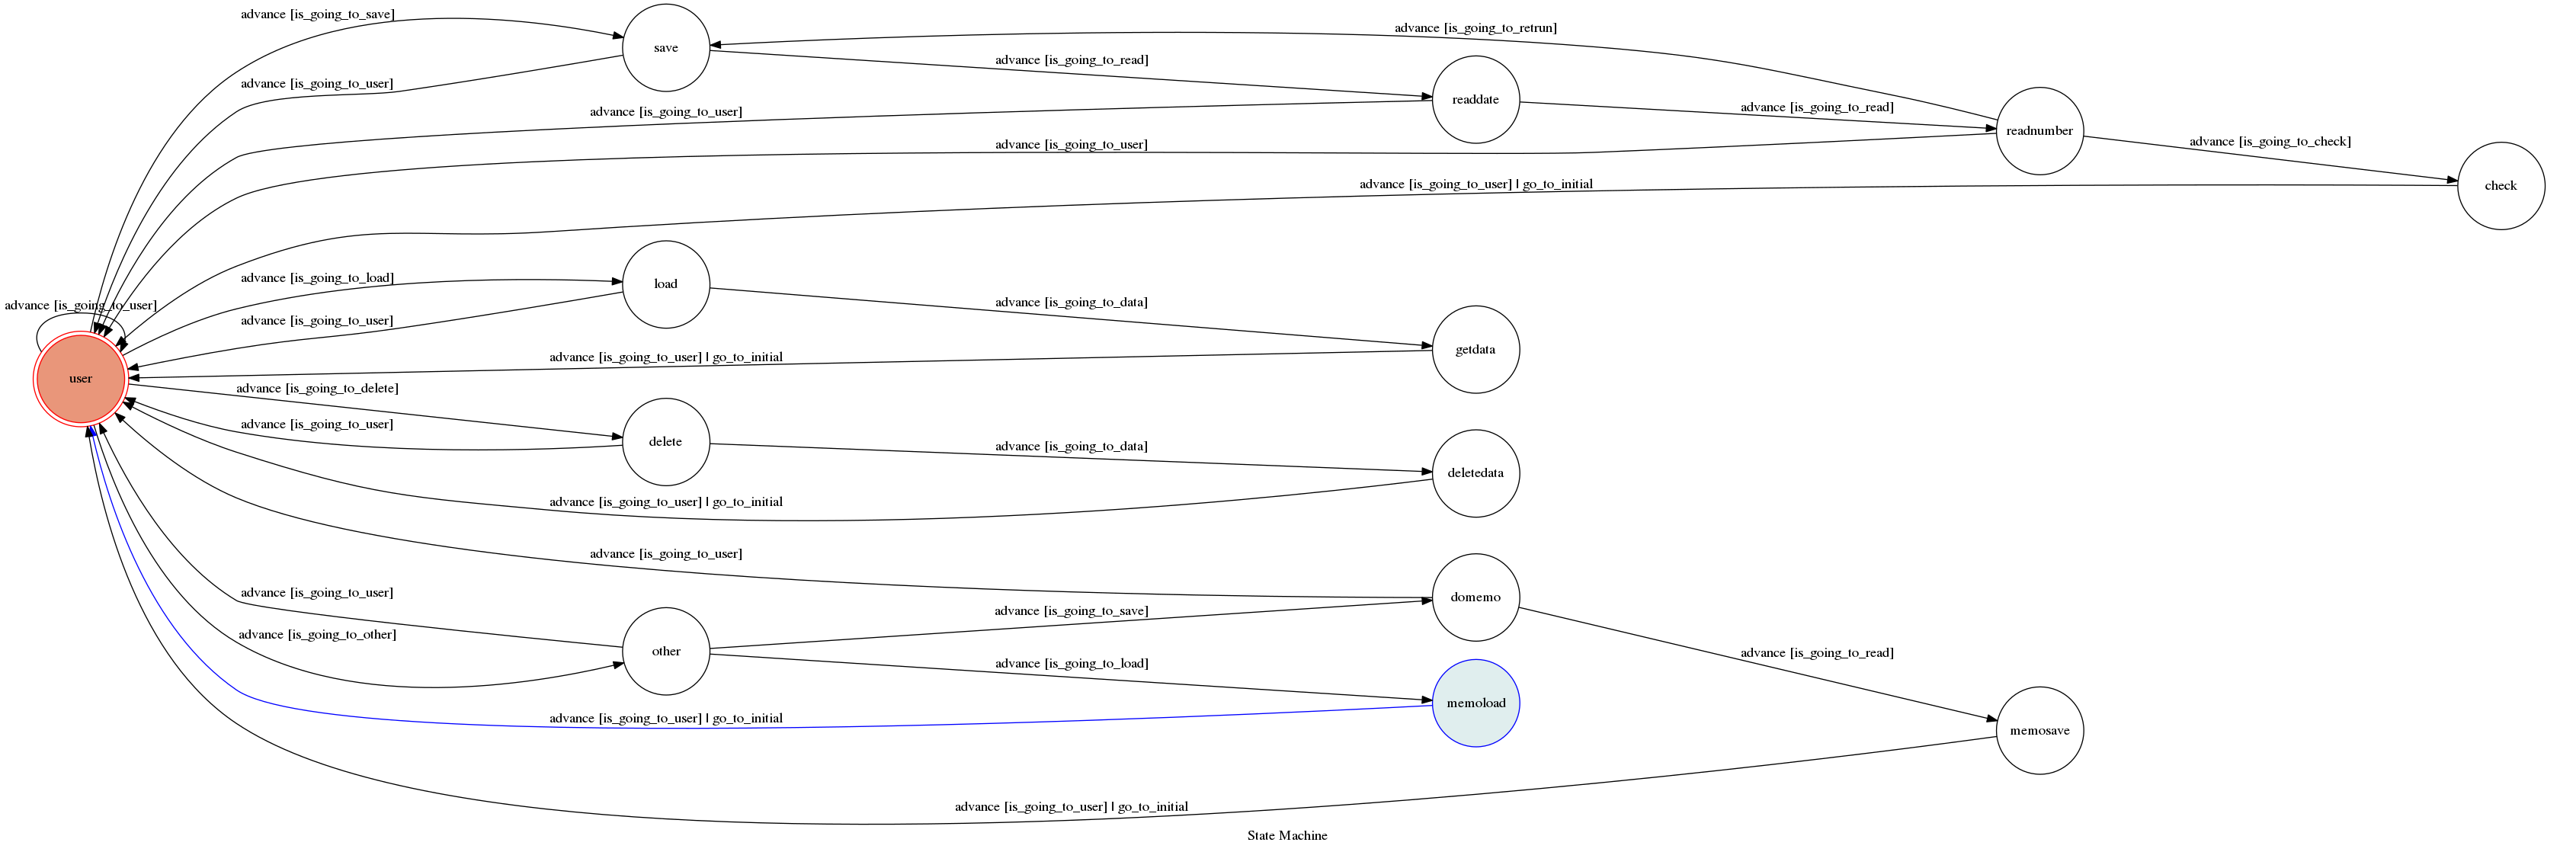 advance [is_going_to_save]
save
advance [is_going_to_retrun]
advance [is_going_to_user]
advance [is_going_to_read]
readdate
advance [is_going_to_user]
advance [is_going_to_read]
readnumber
advance [is_going_to_user]
advance [is_going_to_check]
check
advance [is_going_to_user] | go_to_initial
advance [is_going_to_load]
load
advance [is_going_to_user]
advance [is_going_to_data]
advance [is_going_to_user]
getdata
advance [is_going_to_user] | go_to_initial
user
advance [is_going_to_delete]
advance [is_going_to_user]
delete
advance [is_going_to_data]
deletedata
advance [is_going_to_user] | go_to_initial
advance [is_going_to_user]
advance [is_going_to_user]
domemo
advance [is_going_to_save]
advance [is_going_to_other]
other
advance [is_going_to_load]
advance [is_going_to_read]
memoload
advance [is_going_to_user] | go_to_initial
memosave
advance [is_going_to_user] | go_to_initial
State Machine